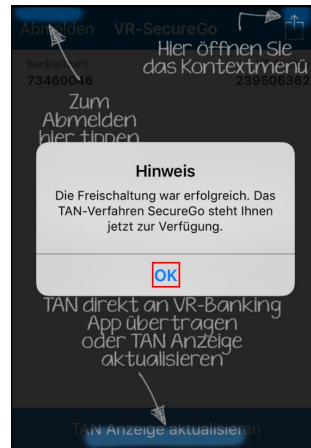 Abmelden VR-SecureGo
Hier öffnen Sie
das Kontextmenü
Bankleitzahl
73460046 239506362
Zum
Abmelden
hier tippen
Hinweis
Die Freischaltung war erfolgreich. Das
TAN-Verfahren SecureGo steht Ihnen
jetzt zur Verfügung.
OK
TAN direkt an VR-Banking
App übertragen
oder TAN Anzeige
aktualisieren
TAN Anzeige aktualisieren